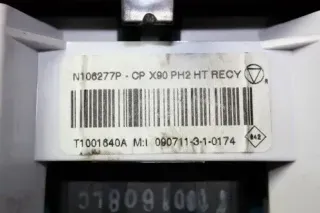 N106277P - CP X90 PH2 HT RECY
T1001640A M:I 090711-3-1-0174